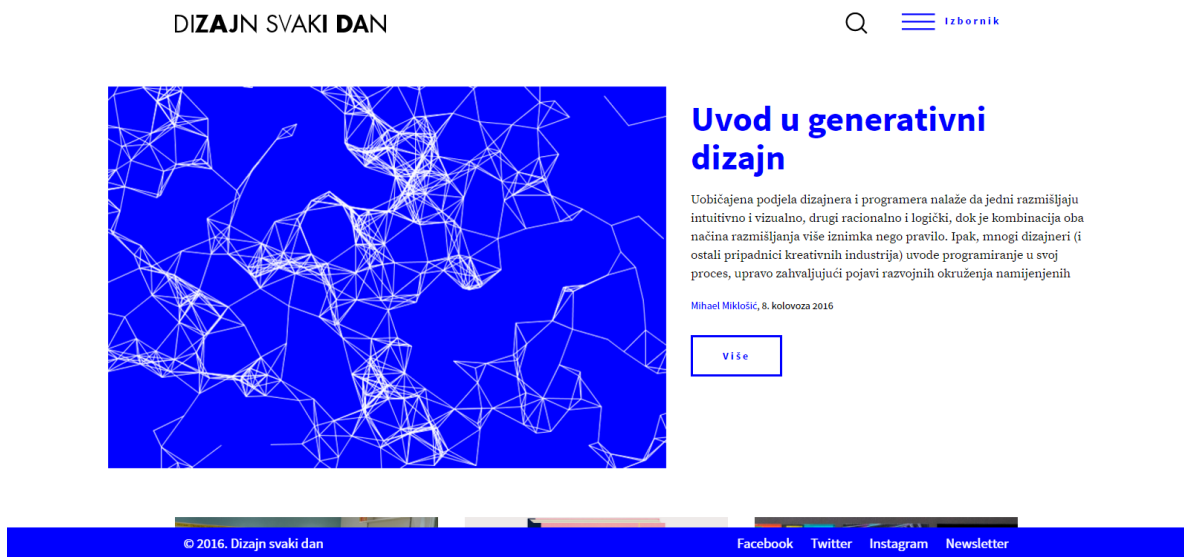 DIZAJN SVAKI DAN
Izbornik
Uvod u generativni
dizajn
Uobičajena podjela dizajnera i programera nalaže da jedni razmišljaju
intuitivno i vizualno, drugi racionalno i logički, dok je kombinacija oba
načina razmišljanja više iznimka nego pravilo. Ipak, mnogi dizajneri (i
ostali pripadnici kreativnih industrija) uvode programiranje u svoj
proces, upravo zahvaljujući pojavi razvojnih okruženja namijenjenih
Mihael Miklošić, 8. kolovoza 2016
Više
© 2016. Dizajn svaki dan
Facebook Twitter Instagram Newsletter